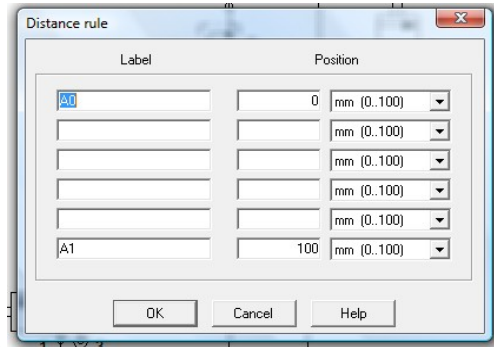 Distance rule
Label Position
A0 0 mm (0..100)
mm (0..100)
mm (0..100)
mm (0..100)
mm (0..100)
A1 100 mm (0..100)
OK Cancel Help